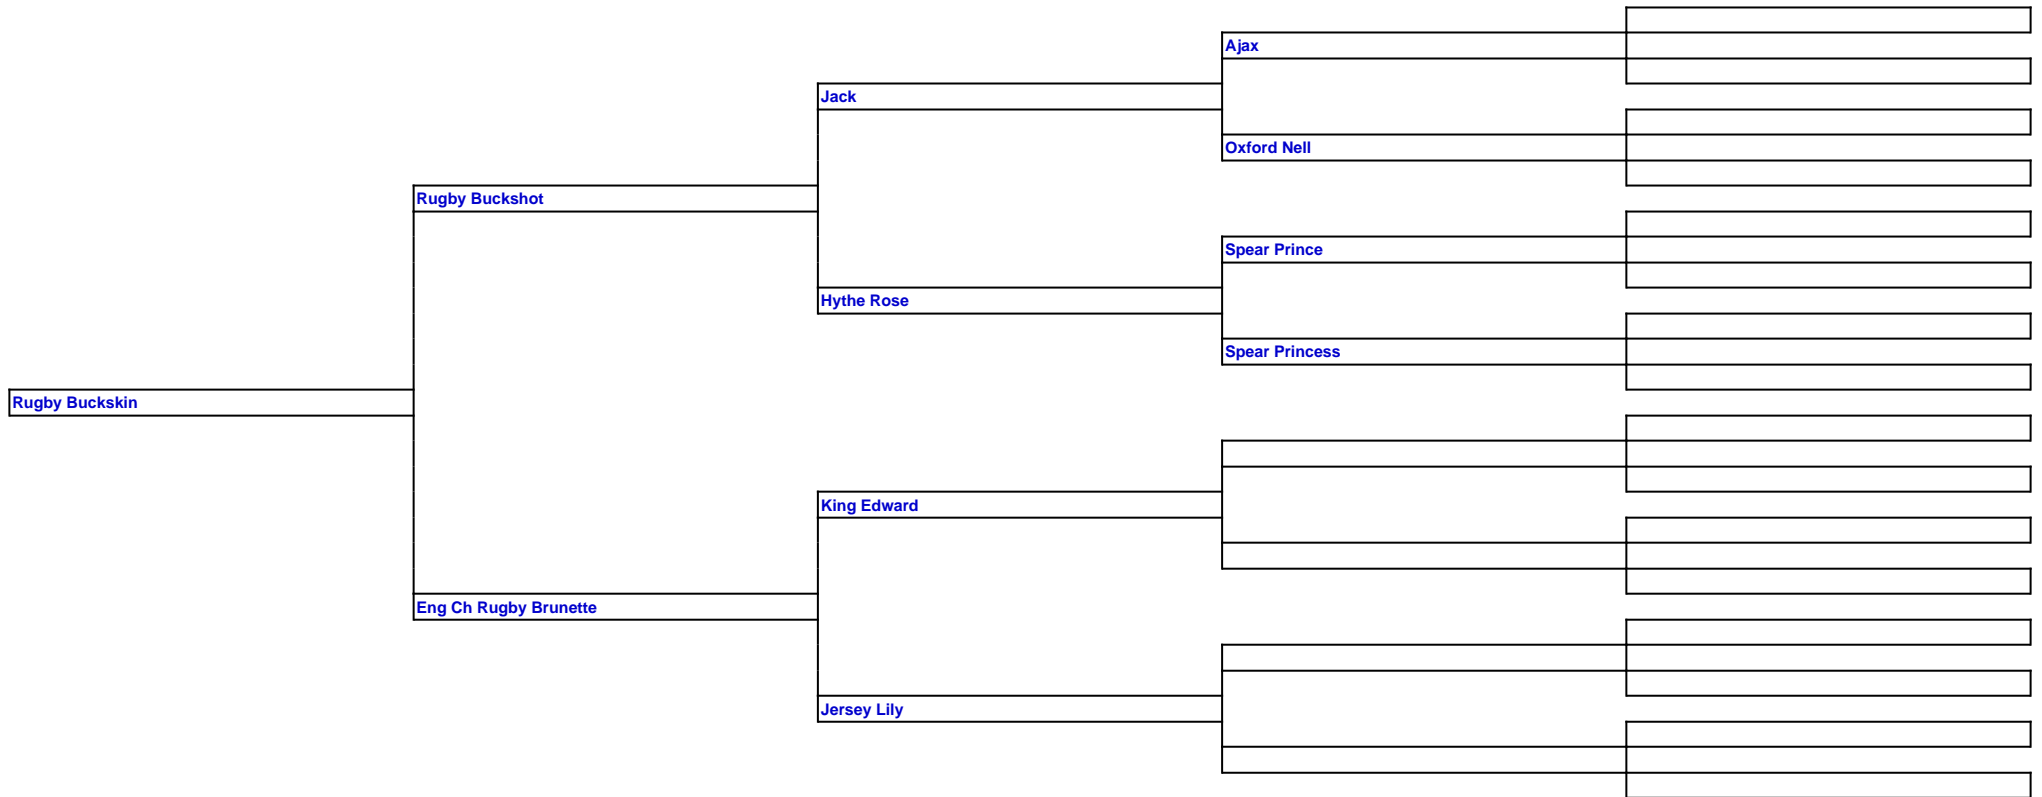 Ajax
Jack
Oxford Nell
Rugby Buckshot
Spear Prince
Hythe Rose
Spear Princess
Rugby Buckskin
King Edward
Eng Ch Rugby Brunette
Jersey Lily